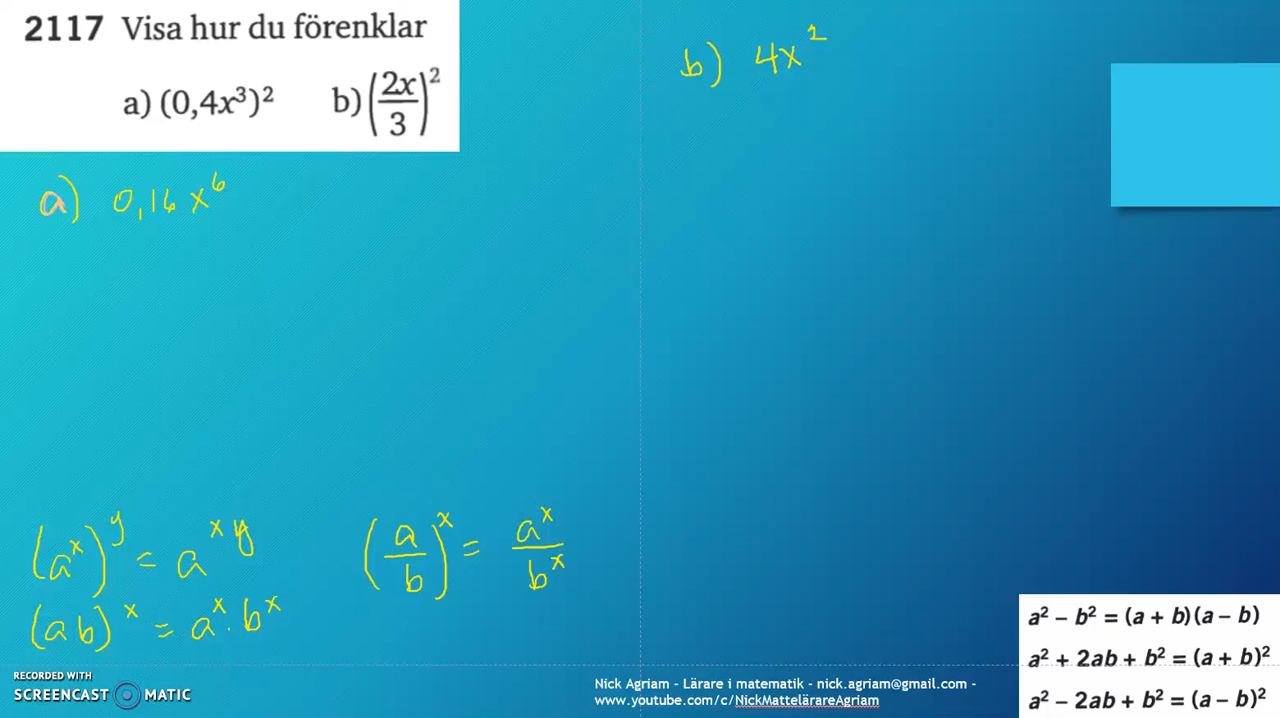 2117 Visa hur du förenklar
a) (0,4x³)² b) (2x/3)²
a) 0,16x⁶
b) 4x²
(aˣ)ʸ = aˣʸ
(ab)ˣ = aˣ·bˣ
(a/b)ˣ = aˣ/bˣ
a² – b² = (a + b)(a – b)
a² + 2ab + b² = (a + b)²
a² – 2ab + b² = (a – b)²
RECORDED WITH
SCREENCAST MATIC
Nick Agriam - Lärare i matematik - nick.agriam@gmail.com -
www.youtube.com/c/NickMattelärareAgriam